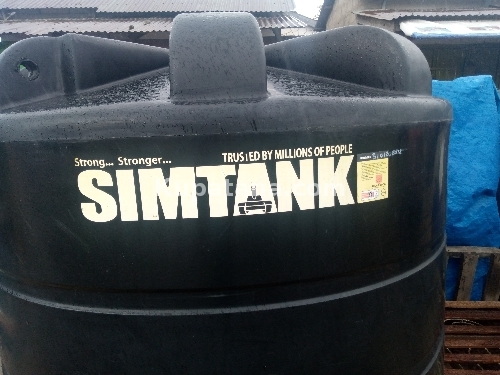 TRUSTED BY MILLIONS OF PEOPLE
Strong... Stronger...
SIMTANK